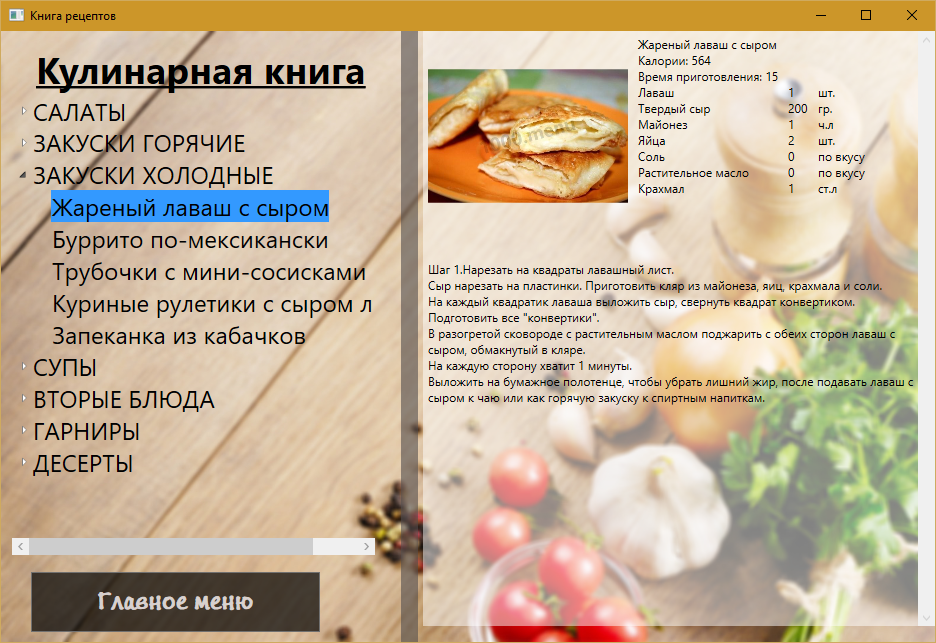 Книга рецептов
Кулинарная книга
САЛАТЫ
ЗАКУСКИ ГОРЯЧИЕ
ЗАКУСКИ ХОЛОДНЫЕ
Жареный лаваш с сыром
Буррито по-мексикански
Трубочки с мини-сосисками
Куриные рулетики с сыром л
Запеканка из кабачков
СУПЫ
ВТОРЫЕ БЛЮДА
ГАРНИРЫ
ДЕСЕРТЫ
Главное меню
Жареный лаваш с сыром
Калории: 564
Время приготовления: 15
Лаваш 1 шт.
Твердый сыр 200 гр.
Майонез 1 ч.л
Яйца 2 шт.
Соль 0 по вкусу
Растительное масло 0 по вкусу
Крахмал 1 ст.л
Шаг 1.Нарезать на квадраты лавашный лист.
Сыр нарезать на пластинки. Приготовить кляр из майонеза, яиц, крахмала и соли.
На каждый квадратик лаваша выложить сыр, свернуть квадрат конвертиком.
Подготовить все "конвертики".
В разогретой сковороде с растительным маслом поджарить с обеих сторон лаваш с
сыром, обмакнутый в кляре.
На каждую сторону хватит 1 минуты.
Выложить на бумажное полотенце, чтобы убрать лишний жир, после подавать лаваш с
сыром к чаю или как горячую закуску к спиртным напиткам.